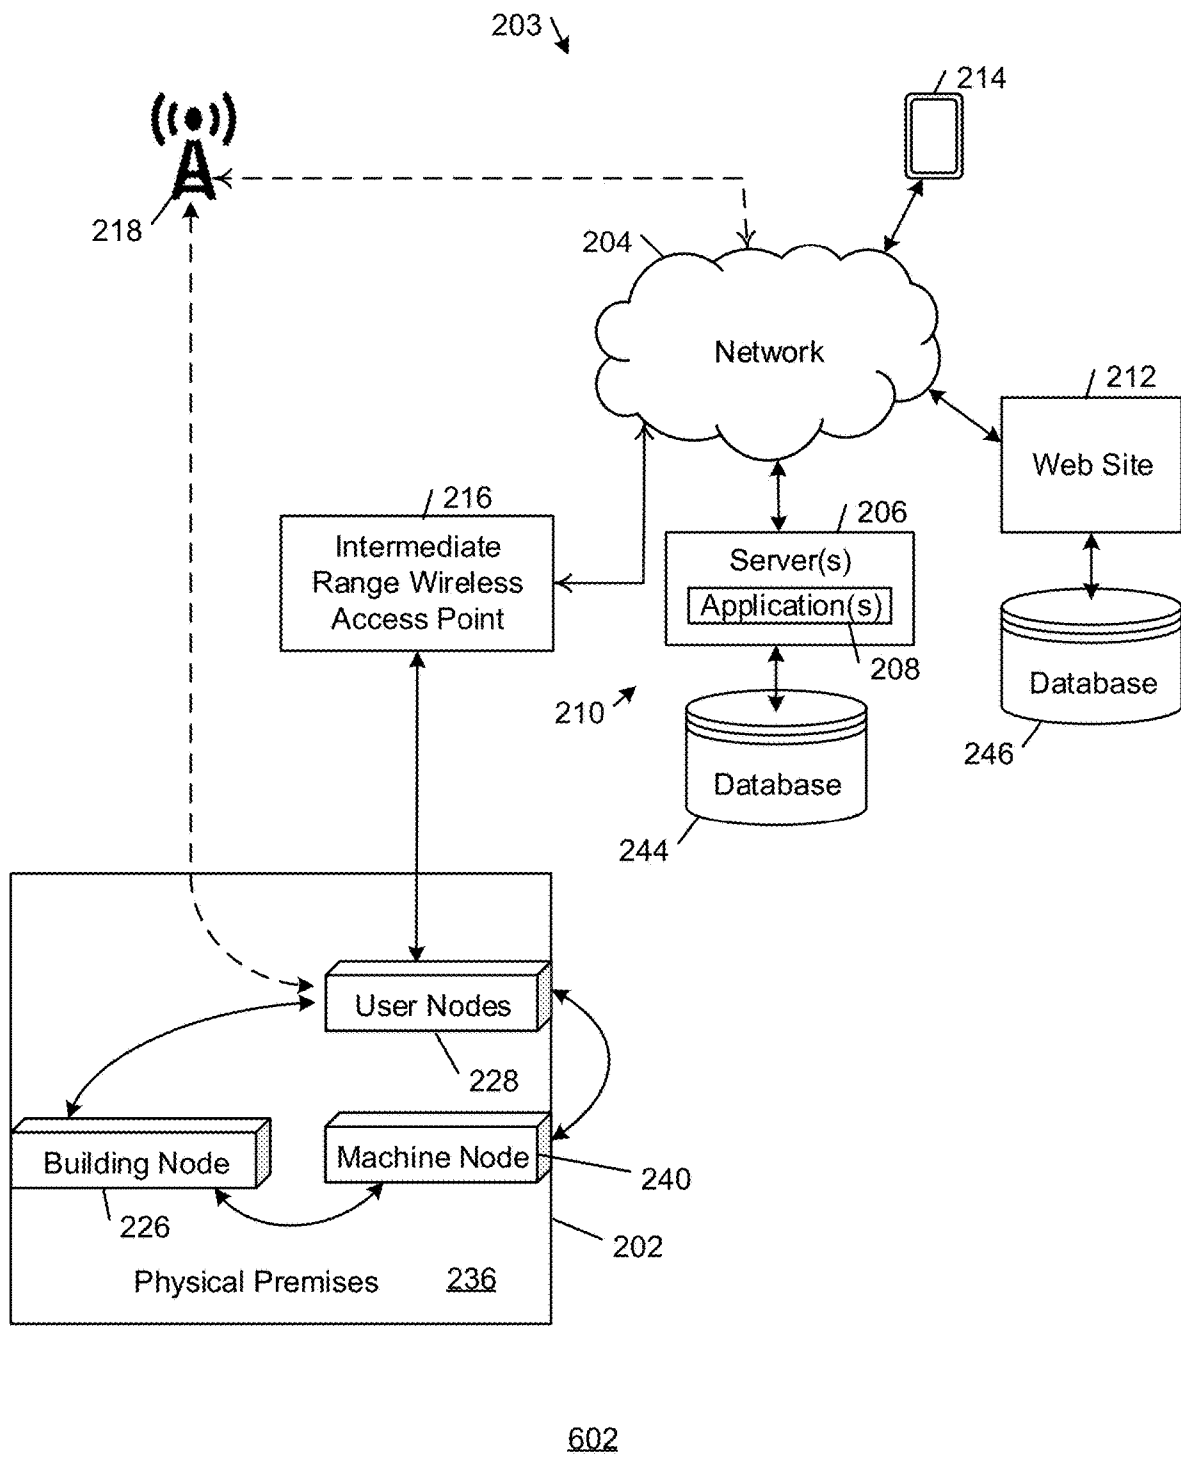 203
214
218
204
Network
212
Web Site
216
Intermediate
Range Wireless
Access Point
206
Server(s)
Application(s)
208
210
Database
246
Database
244
User Nodes
228
Building Node
226
Machine Node
240
202
Physical Premises 236
602